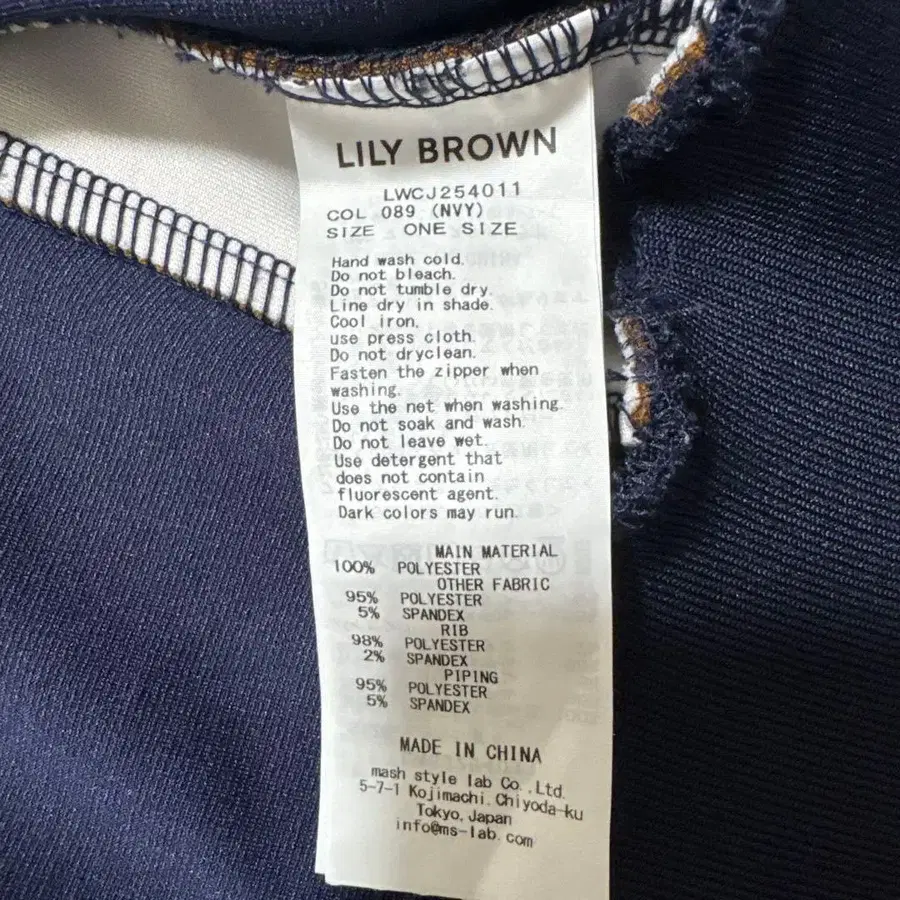 LILY BROWN
LWCJ254011
COL 089 (NVY)
SIZE ONE SIZE
Hand wash cold.
Do not bleach.
Do not tumble dry.
Line dry in shade.
Cool iron.
use press cloth.
Do not dryclean.
Fasten the zipper when
washing.
Use the net when washing.
Do not soak and wash.
Do not leave wet.
Use detergent that
does not contain
fluorescent agent.
Dark colors may run.
MAIN MATERIAL
100% POLYESTER
OTHER FABRIC
95% POLYESTER
5% SPANDEX
RIB
98% POLYESTER
2% SPANDEX
PIPING
95% POLYESTER
5% SPANDEX
MADE IN CHINA
mash style lab Co.,Ltd.
5-7-1 Kojimachi, Chiyoda-ku
Tokyo, Japan
info@ms-lab.com